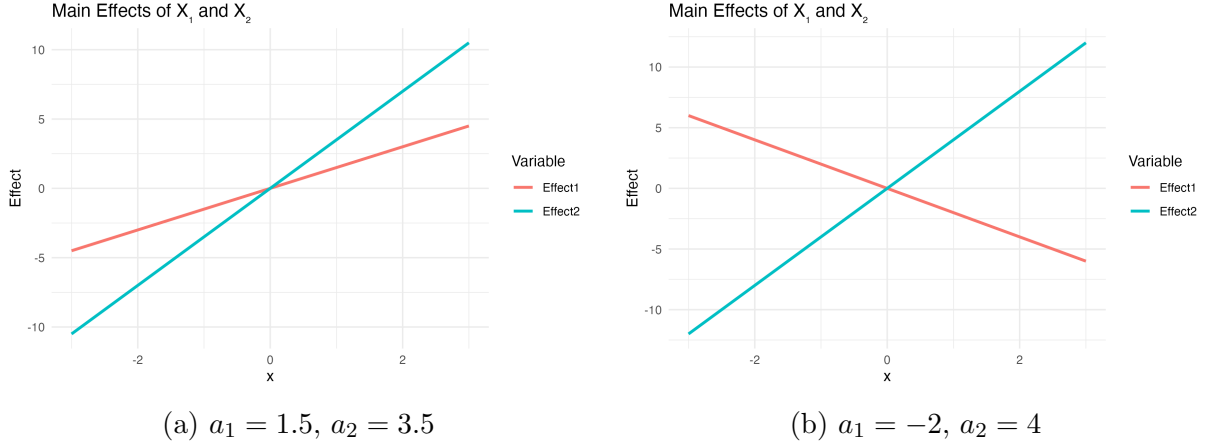 Main Effects of X₁ and X₂
10
5
0
-5
-10
Effect
-2
0
2
x
Variable
Effect1
Effect2
(a) a₁ = 1.5, a₂ = 3.5
Main Effects of X₁ and X₂
10
5
0
-5
-10
Effect
-2
0
2
x
Variable
Effect1
Effect2
(b) a₁ = −2, a₂ = 4